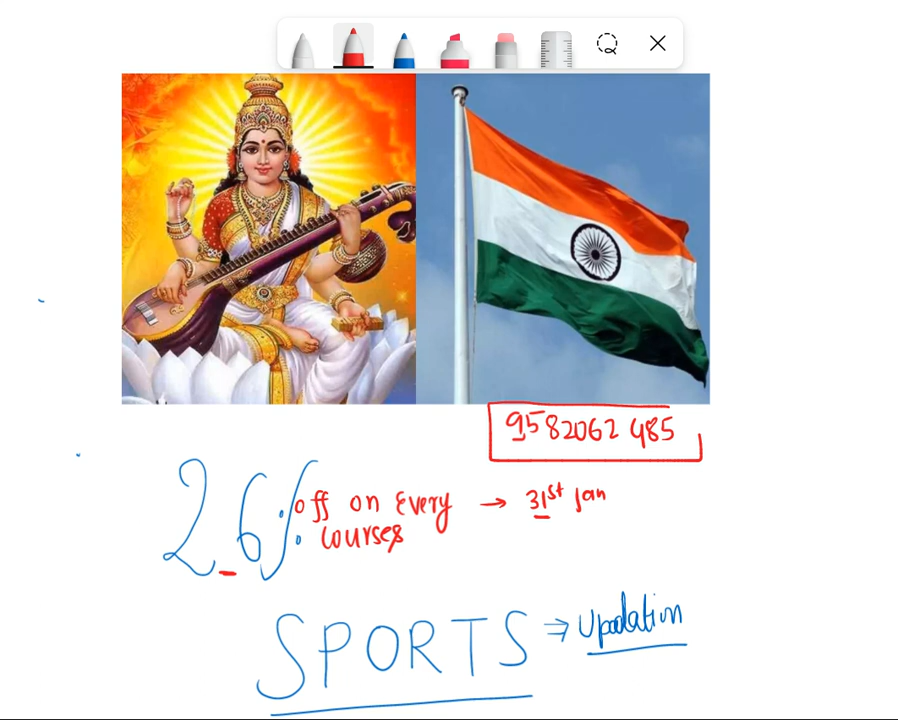 9582062485
26% off on Every → 31st Jan
courses
SPORTS ⇒ Updation